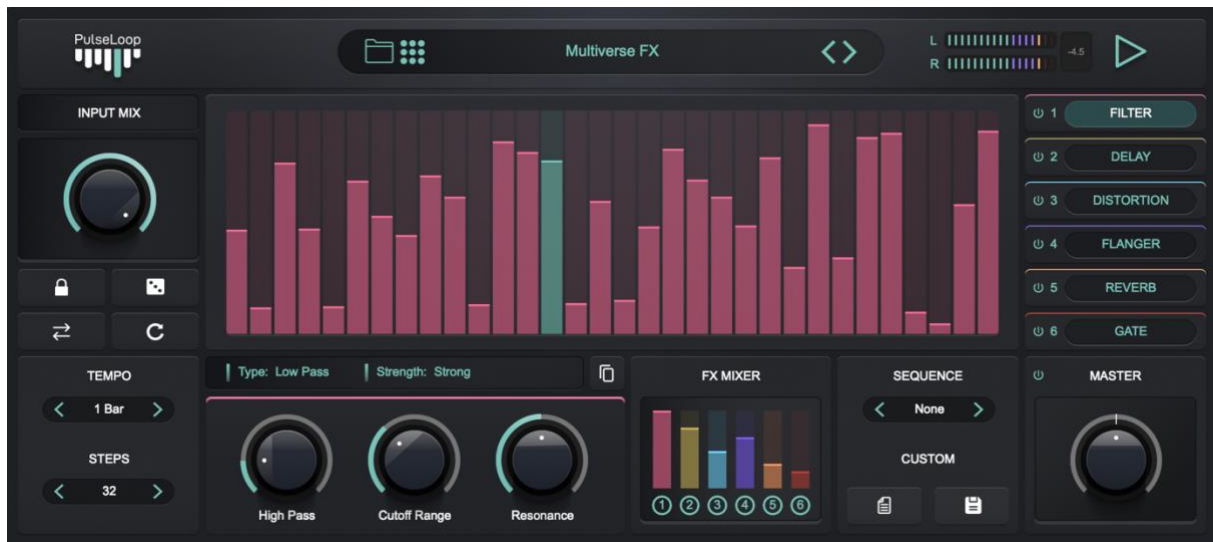 PulseLoop
Multiverse FX
L
R
-4.5
INPUT MIX
1 FILTER
2 DELAY
3 DISTORTION
4 FLANGER
5 REVERB
6 GATE
TEMPO
1 Bar
STEPS
32
Type: Low Pass Strength: Strong
High Pass Cutoff Range Resonance
FX MIXER
1 2 3 4 5 6
SEQUENCE
None
CUSTOM
MASTER